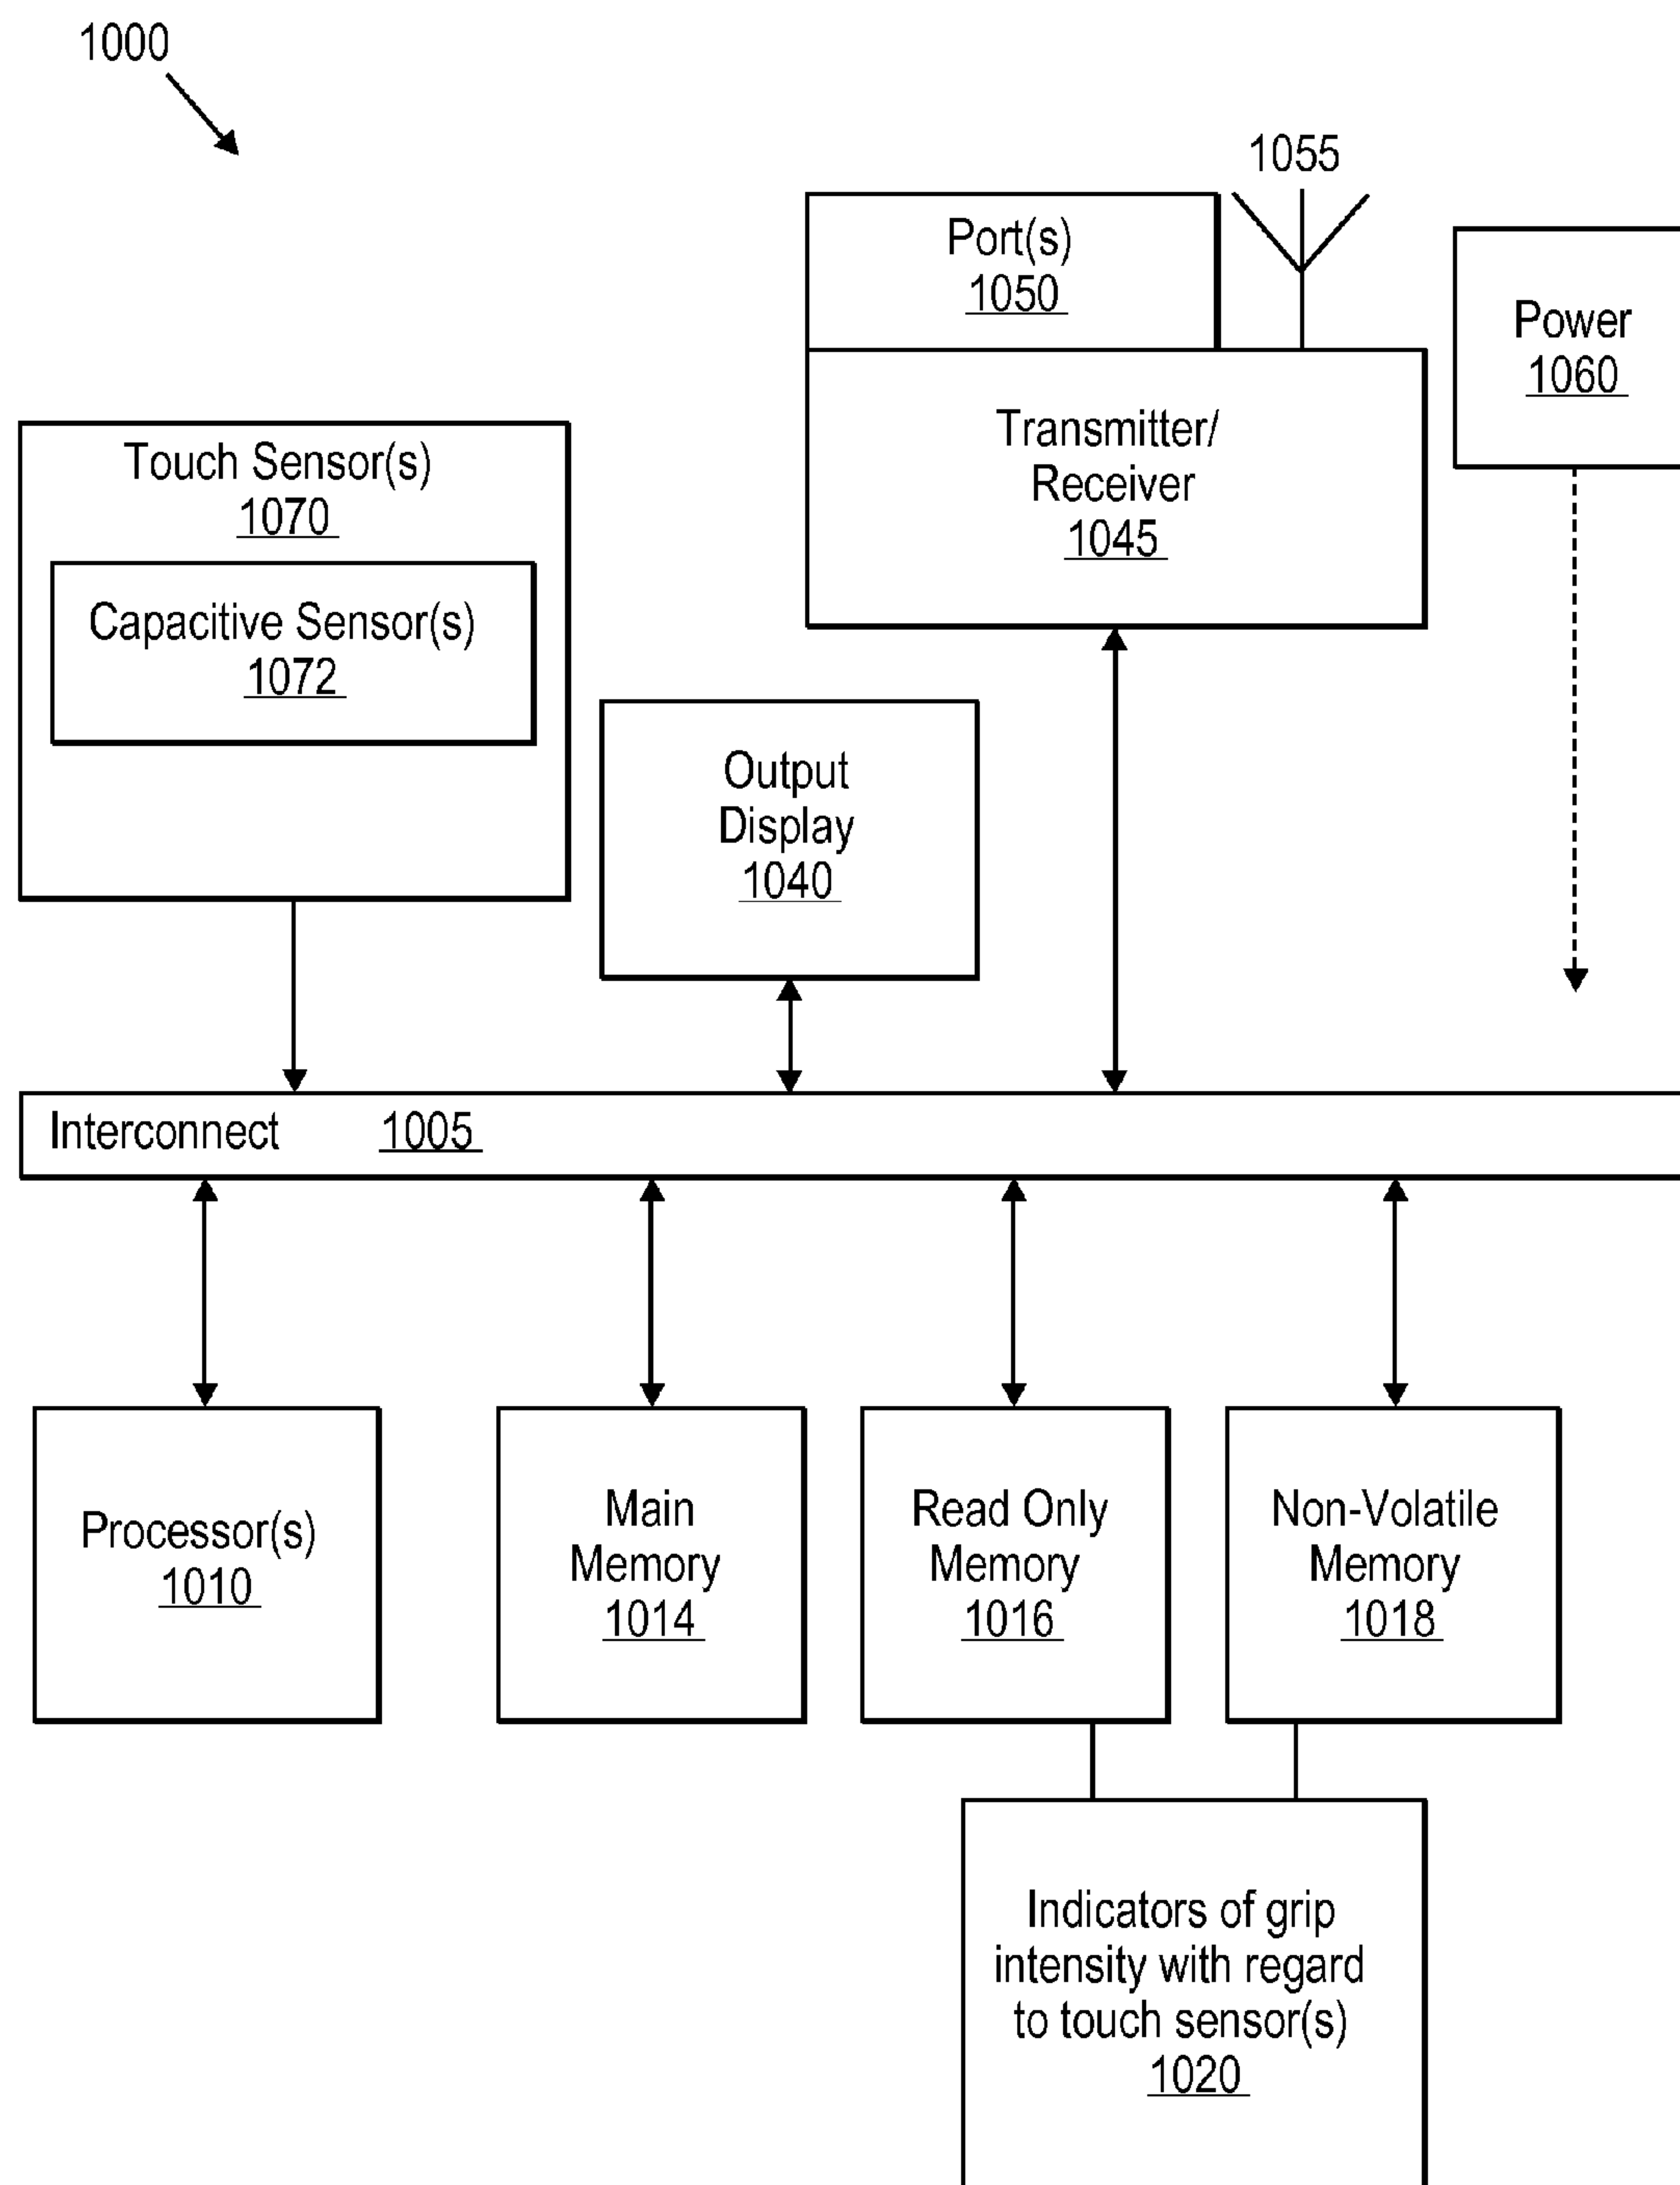 1000
1055
Port(s)
1050
Power
1060
Transmitter/
Receiver
1045
Touch Sensor(s)
1070
Capacitive Sensor(s)
1072
Output
Display
1040
Interconnect 1005
Processor(s)
1010
Main
Memory
1014
Read Only
Memory
1016
Non-Volatile
Memory
1018
Indicators of grip
intensity with regard
to touch sensor(s)
1020